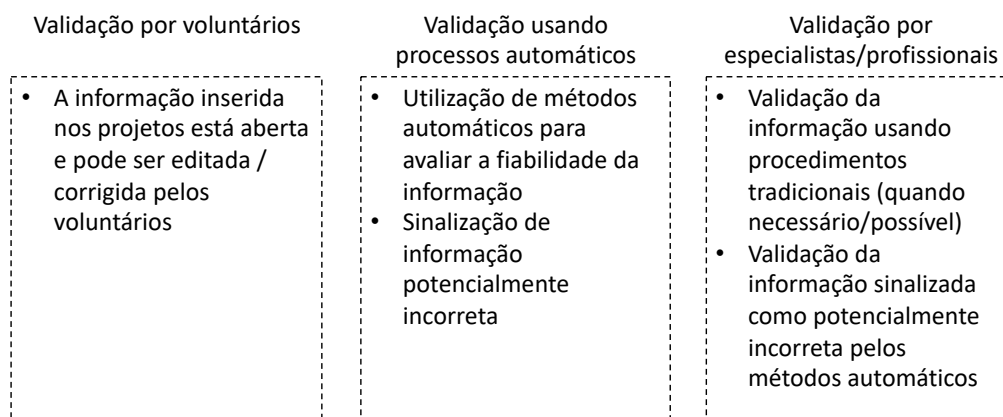 Validação por voluntários
• A informação inserida
nos projetos está aberta
e pode ser editada /
corrigida pelos
voluntários
Validação usando
processos automáticos
• Utilização de métodos
automáticos para
avaliar a fiabilidade da
informação
• Sinalização de
informação
potencialmente
incorreta
Validação por
especialistas/profissionais
• Validação da
informação usando
procedimentos
tradicionais (quando
necessário/possível)
• Validação da
informação sinalizada
como potencialmente
incorreta pelos
métodos automáticos